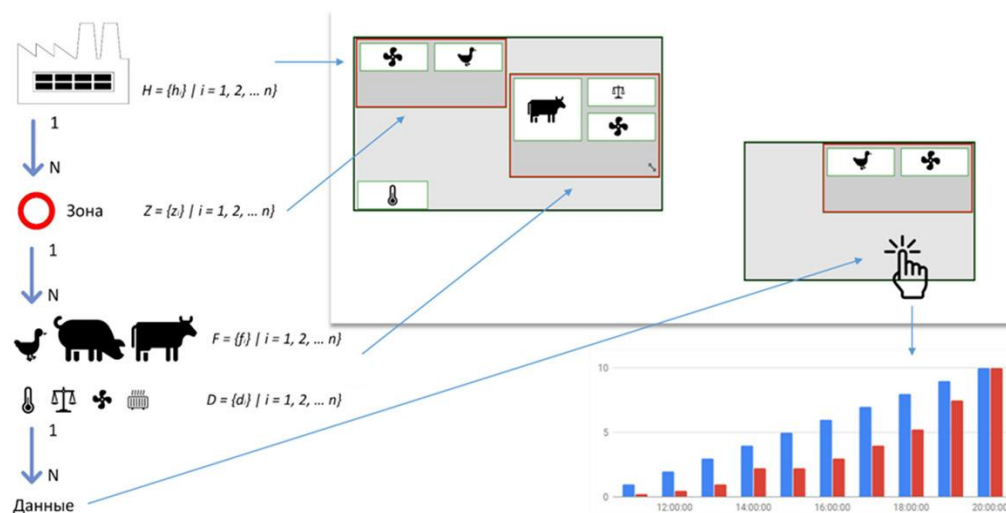 H = {hᵢ) | i = 1, 2, ... n}
1
N
Зона
Z = {zᵢ} | i = 1, 2, ... n}
1
N
F = {fᵢ} | i = 1, 2, ... n}
D = {dᵢ} | i = 1, 2, ... n}
1
N
Данные
10
5
0
12:00:00
14:00:00
16:00:00
18:00:00
20:00:00